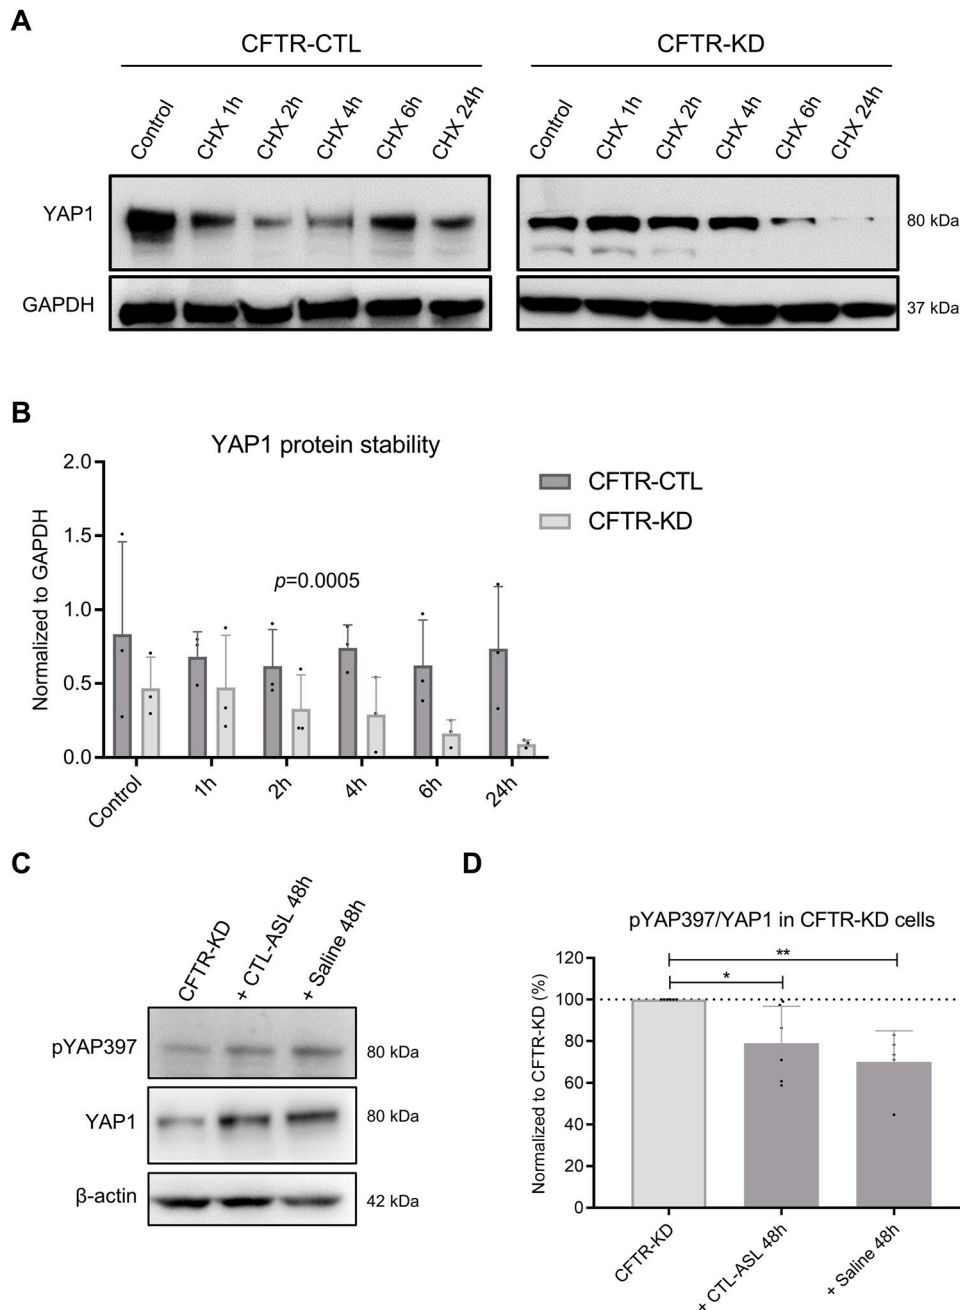 A
CFTR-CTL
CFTR-KD
Control
CHX 1h
CHX 2h
CHX 4h
CHX 6h
CHX 24h
Control
CHX 1h
CHX 2h
CHX 4h
CHX 6h
CHX 24h
YAP1
80 kDa
GAPDH
37 kDa
B
YAP1 protein stability
2.0
1.5
1.0
0.5
0.0
Normalized to GAPDH
p=0.0005
CFTR-CTL
CFTR-KD
Control
1h
2h
4h
6h
24h
C
CFTR-KD
+ CTL-ASL 48h
+ Saline 48h
pYAP397
80 kDa
YAP1
80 kDa
β-actin
42 kDa
D
pYAP397/YAP1 in CFTR-KD cells
**
*
120
100
80
60
40
20
0
Normalized to CFTR-KD (%)
CFTR-KD
+ CTL-ASL 48h
+ Saline 48h